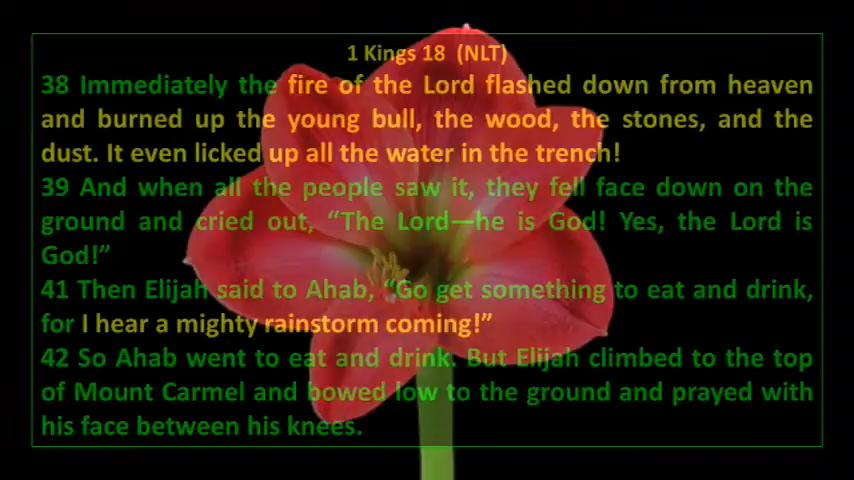 1 Kings 18 (NLT)
38 Immediately the fire of the Lord flashed down from heaven
and burned up the young bull, the wood, the stones, and the
dust. It even licked up all the water in the trench!
39 And when all the people saw it, they fell face down on the
ground and cried out, “The Lord—he is God! Yes, the Lord is
God!”
41 Then Elijah said to Ahab, “Go get something to eat and drink,
for I hear a mighty rainstorm coming!”
42 So Ahab went to eat and drink. But Elijah climbed to the top
of Mount Carmel and bowed low to the ground and prayed with
his face between his knees.